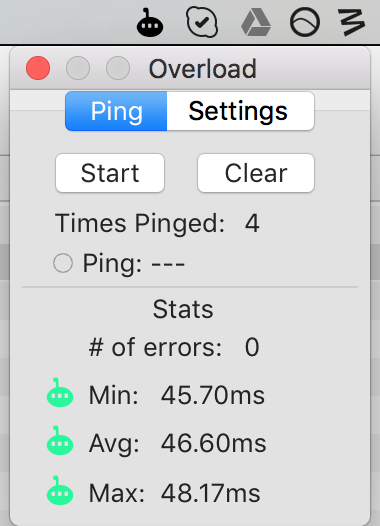 Overload
Ping Settings
Start Clear
Times Pinged: 4
Ping: ---
Stats
# of errors: 0
Min: 45.70ms
Avg: 46.60ms
Max: 48.17ms